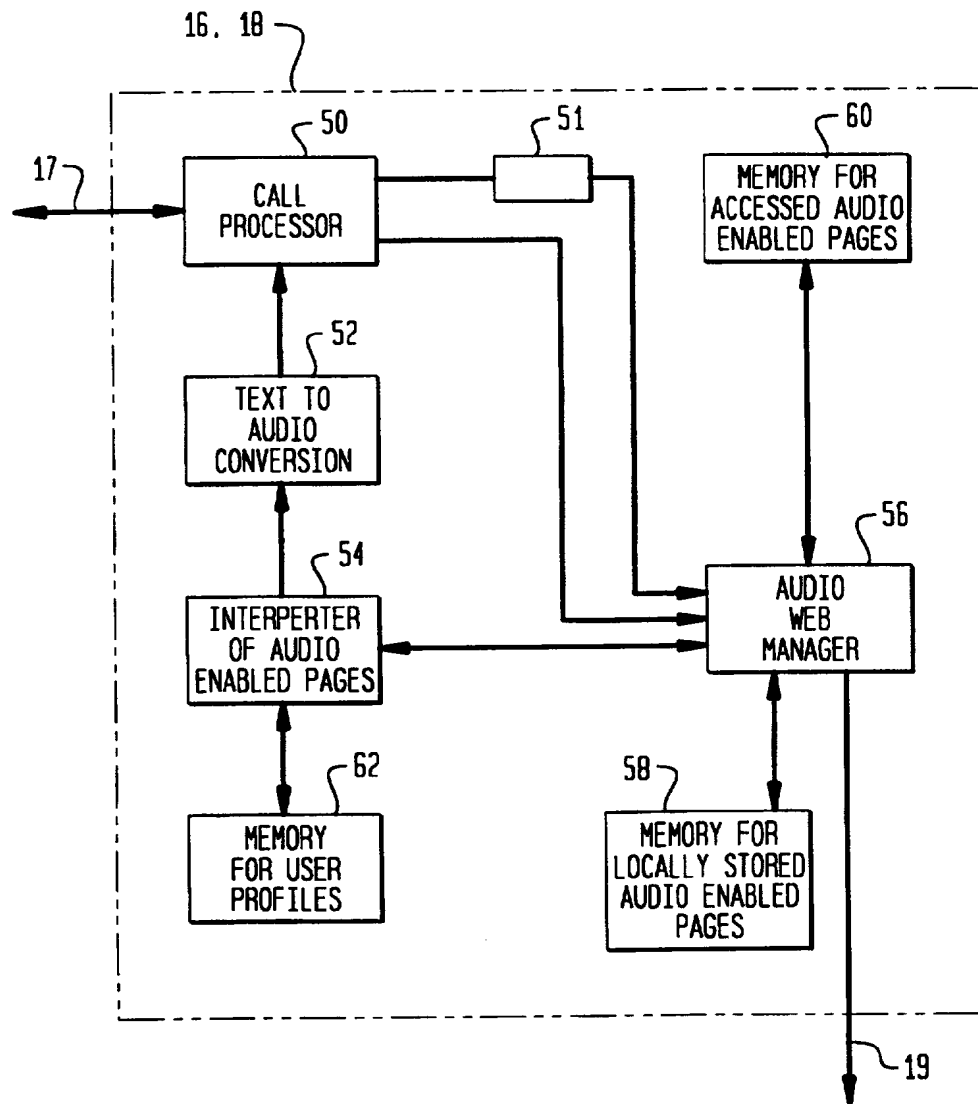 16, 18
50
51
60
17
CALL
PROCESSOR
MEMORY FOR
ACCESSED AUDIO
ENABLED PAGES
52
TEXT TO
AUDIO
CONVERSION
56
54
AUDIO
WEB
MANAGER
INTERPERTER
OF AUDIO
ENABLED PAGES
62
58
MEMORY
FOR USER
PROFILES
MEMORY FOR
LOCALLY STORED
AUDIO ENABLED
PAGES
19